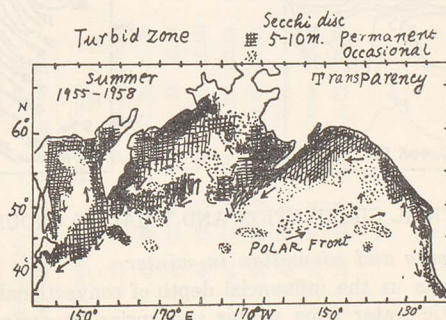 Turbid zone
Secchi disc
5-10m. Permanent
Occasional
Summer
1955-1958
Transparency
N
60°
50°
40°
POLAR Front
150°
170°E
170°W
150°
130°